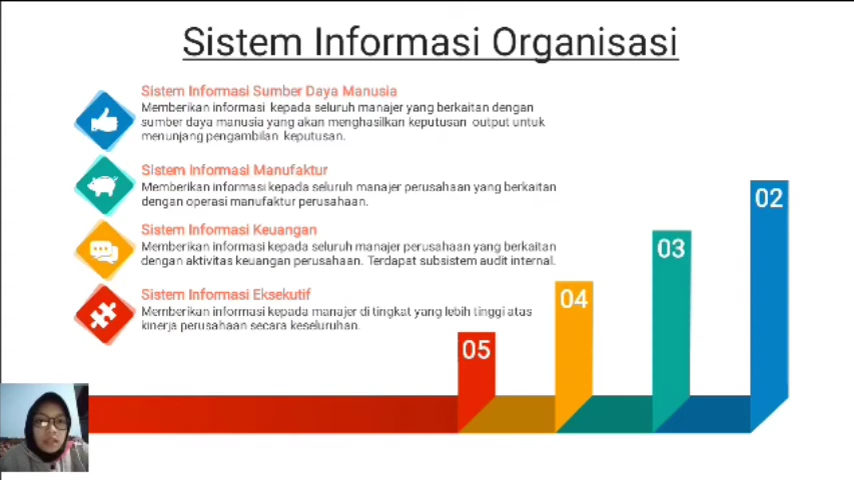 Sistem Informasi Organisasi
Sistem Informasi Sumber Daya Manusia
Memberikan informasi kepada seluruh manajer yang berkaitan dengan
sumber daya manusia yang akan menghasilkan keputusan output untuk
menunjang pengambilan keputusan.
Sistem Informasi Manufaktur
Memberikan informasi kepada seluruh manajer perusahaan yang berkaitan
dengan operasi manufaktur perusahaan.
Sistem Informasi Keuangan
Memberikan informasi kepada seluruh manajer perusahaan yang berkaitan
dengan aktivitas keuangan perusahaan. Terdapat subsistem audit internal.
Sistem Informasi Eksekutif
Memberikan informasi kepada manajer di tingkat yang lebih tinggi atas
kinerja perusahaan secara keseluruhan.
05
04
03
02